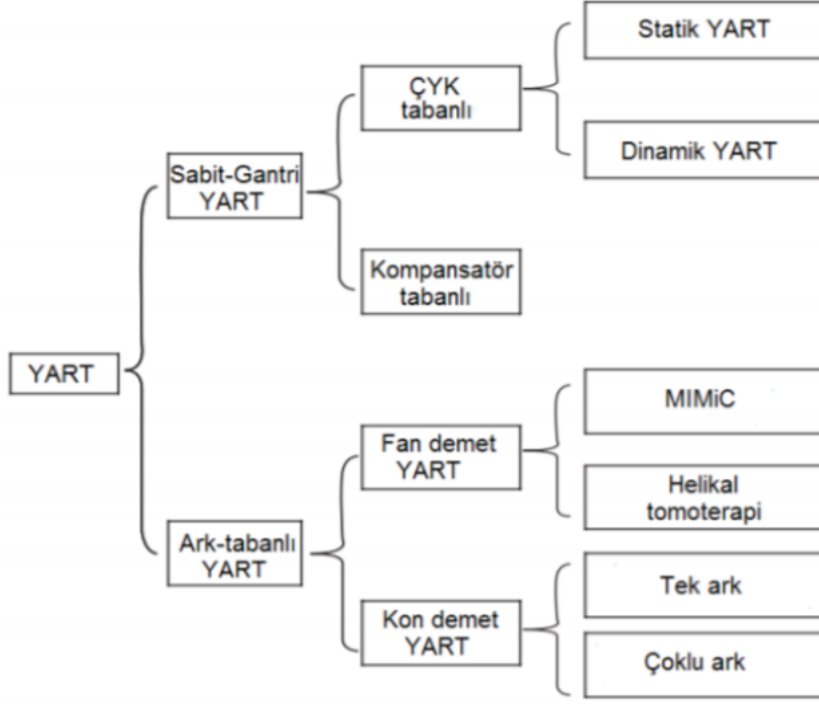 Statik YART
ÇYK
tabanlı
Dinamik YART
Sabit-Gantri
YART
Kompansatör
tabanlı
YART
MIMiC
Fan demet
YART
Helikal
tomoterapi
Ark-tabanlı
YART
Tek ark
Kon demet
YART
Çoklu ark